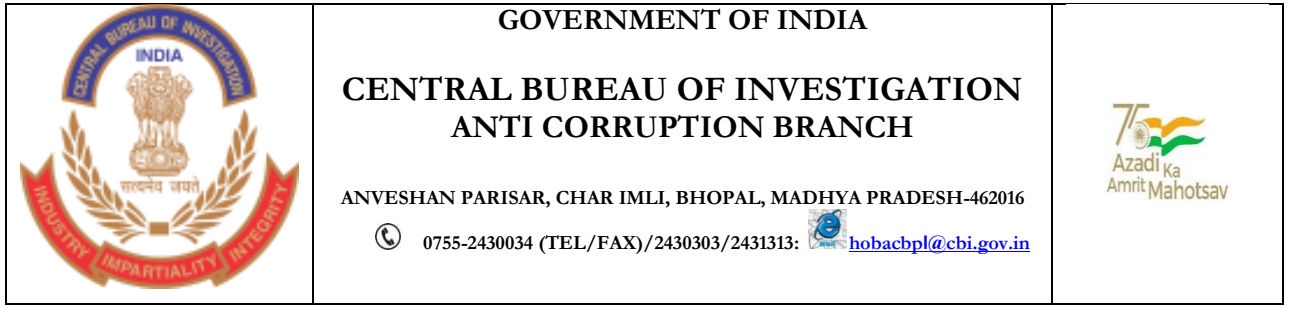 CENTRAL BUREAU OF INVESTIGATION
INDIA
सत्यमेव जयते
INDUSTRY IMPARTIALITY INTEGRITY
GOVERNMENT OF INDIA
CENTRAL BUREAU OF INVESTIGATION
ANTI CORRUPTION BRANCH
ANVESHAN PARISAR, CHAR IMLI, BHOPAL, MADHYA PRADESH-462016
0755-2430034 (TEL/FAX)/2430303/2431313: hobacbpl@cbi.gov.in
75
Azadi Ka
Amrit Mahotsav